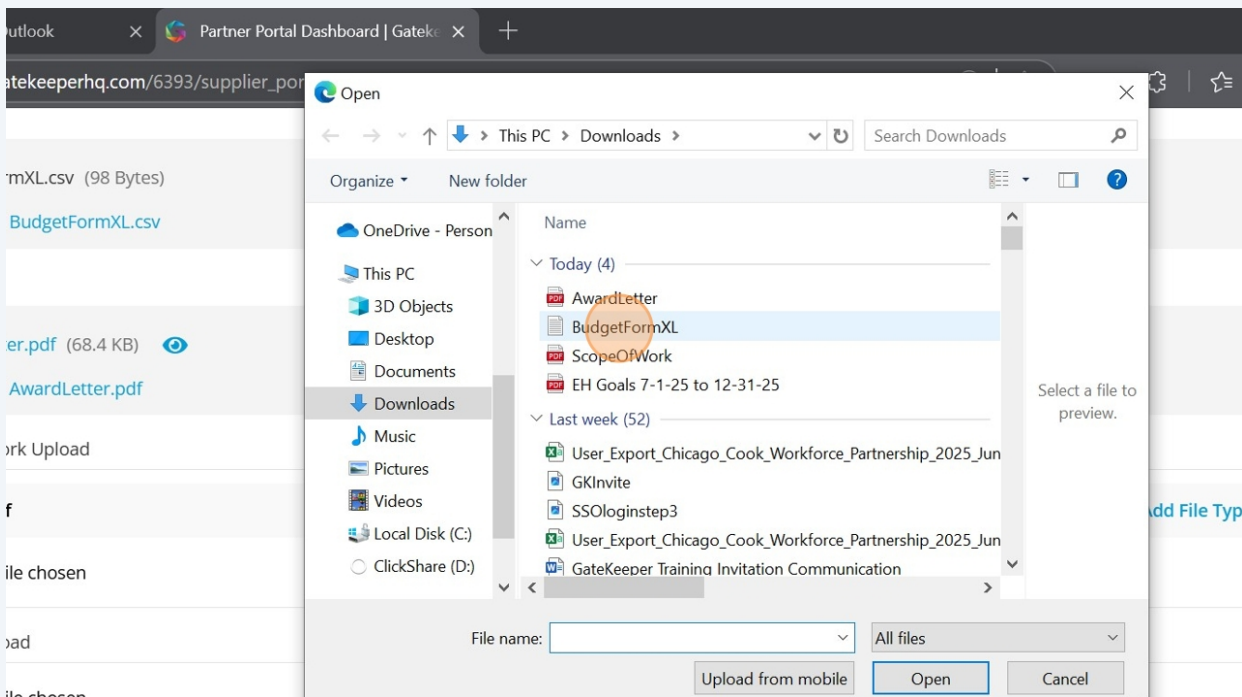 Outlook
Partner Portal Dashboard | Gateke
atekeeperhq.com/6393/supplier_por
Open
This PC > Downloads >
Search Downloads
Organize
New folder
rmXL.csv (98 Bytes)
BudgetFormXL.csv
er.pdf (68.4 KB)
AwardLetter.pdf
ork Upload
f
ile chosen
oad
ile chosen
OneDrive - Person
This PC
3D Objects
Desktop
Documents
Downloads
Music
Pictures
Videos
Local Disk (C:)
ClickShare (D:)
Name
Today (4)
AwardLetter
BudgetFormXL
ScopeOfWork
EH Goals 7-1-25 to 12-31-25
Last week (52)
User_Export_Chicago_Cook_Workforce_Partnership_2025_Jun
GKInvite
SSOloginstep3
User_Export_Chicago_Cook_Workforce_Partnership_2025_Jun
GateKeeper Training Invitation Communication
Select a file to
preview.
Add File Typ
File name:
All files
Upload from mobile
Open
Cancel